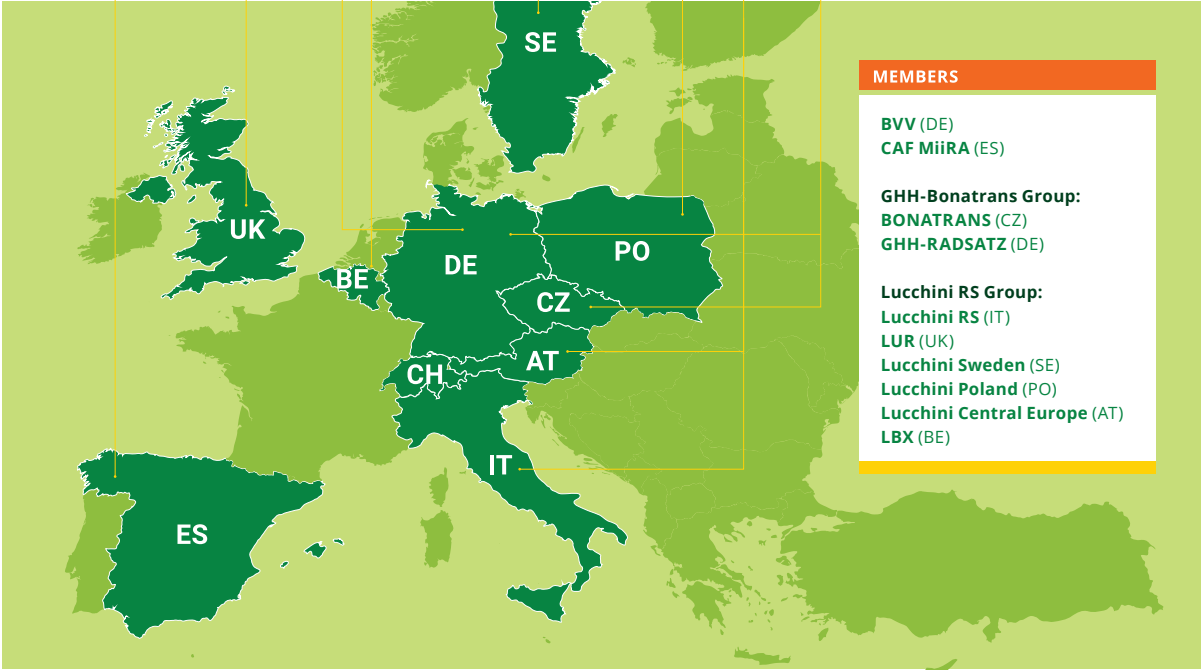 SE
UK
BE
DE
PO
CZ
AT
CH
IT
ES
MEMBERS
BVV (DE)
CAF MiiRA (ES)
GHH-Bonatrans Group:
BONATRANS (CZ)
GHH-RADSATZ (DE)
Lucchini RS Group:
Lucchini RS (IT)
LUR (UK)
Lucchini Sweden (SE)
Lucchini Poland (PO)
Lucchini Central Europe (AT)
LBX (BE)